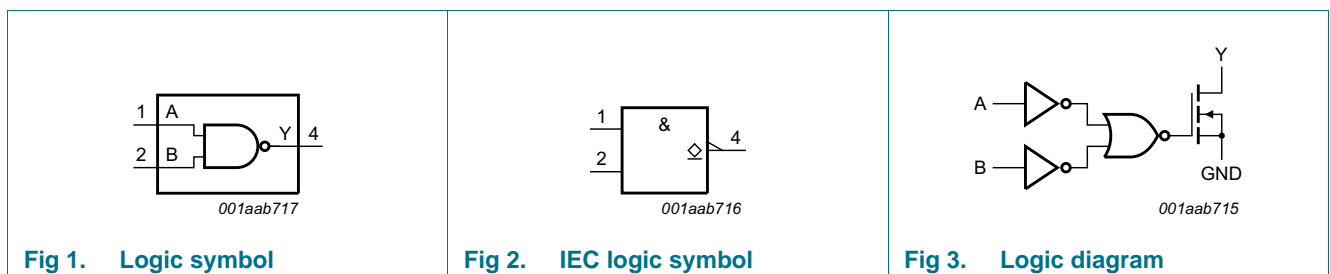 1 A
2 B
Y 4
001aab717
Fig 1. Logic symbol
1
2
&
4
001aab716
Fig 2. IEC logic symbol
A
B
Y
GND
001aab715
Fig 3. Logic diagram